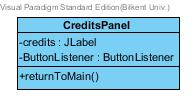 Visual Paradigm Standard Edition(Bilkent Univ.)
CreditsPanel
-credits : JLabel
-ButtonListener : ButtonListener
+returnToMain()